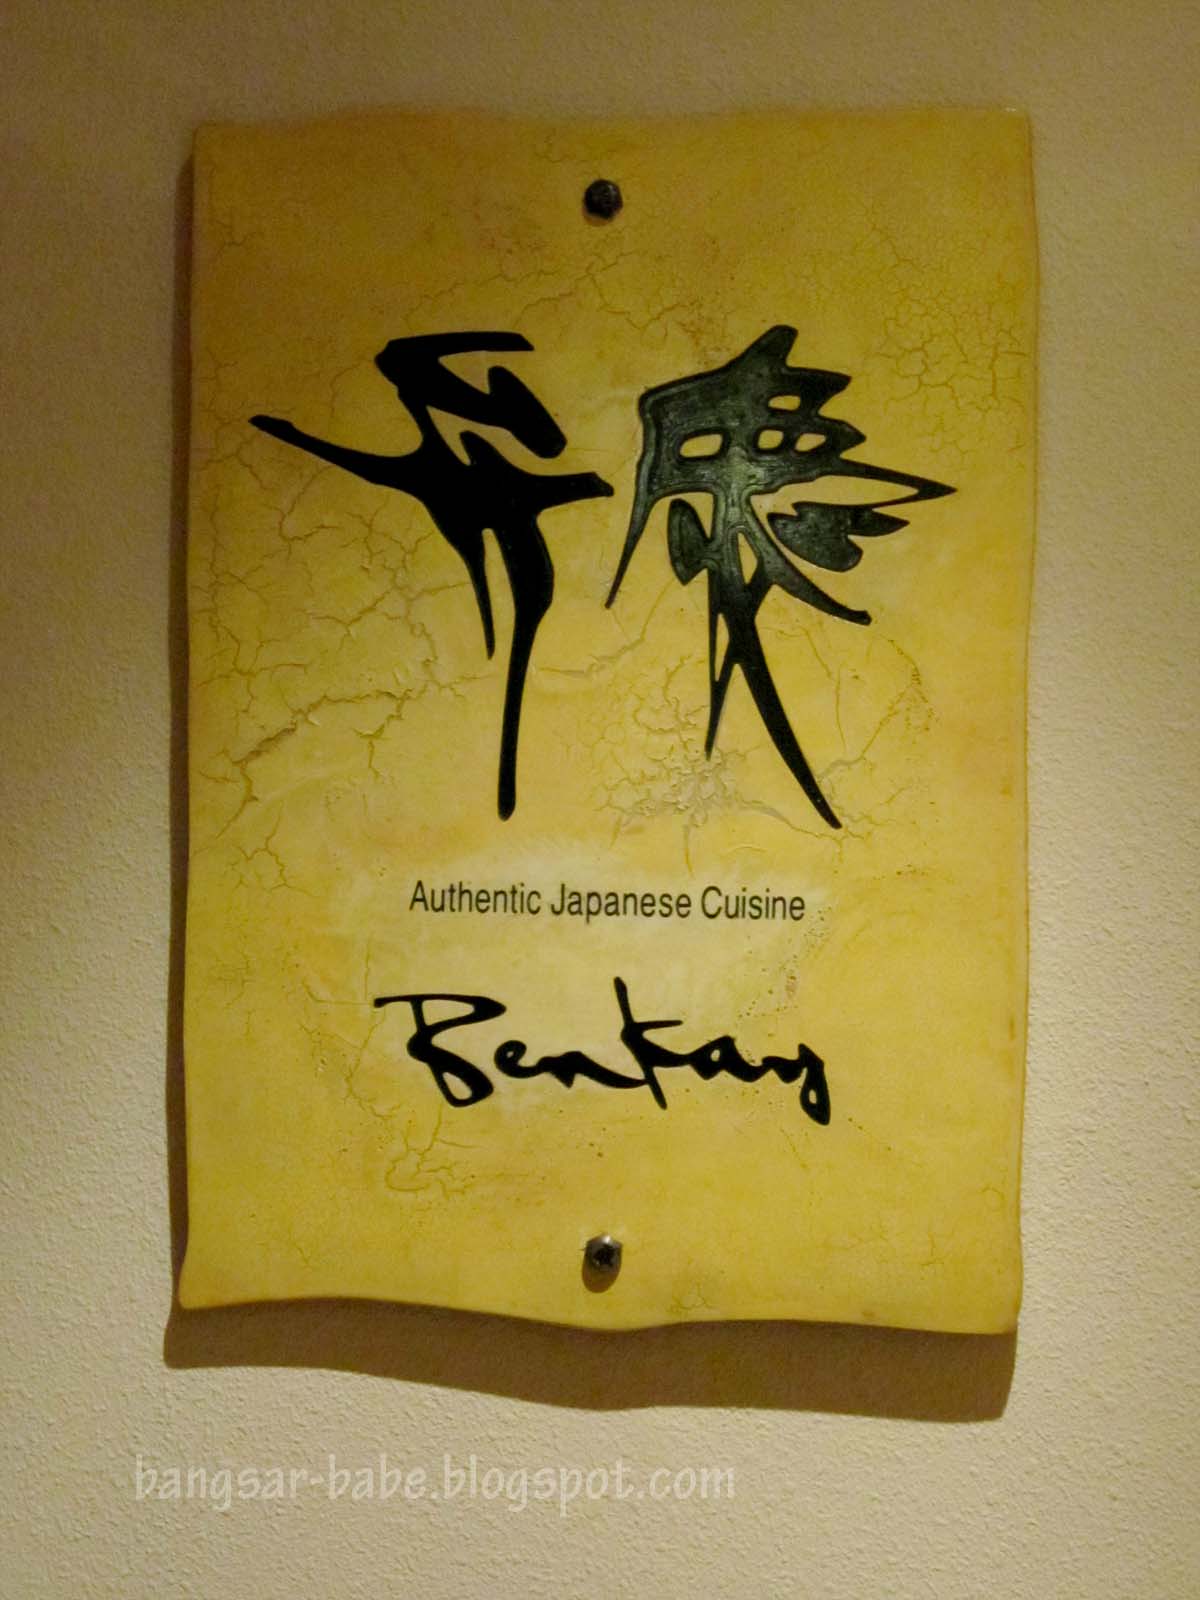 弁慶
Authentic Japanese Cuisine
Benkay
bangsar-babe.blogspot.com